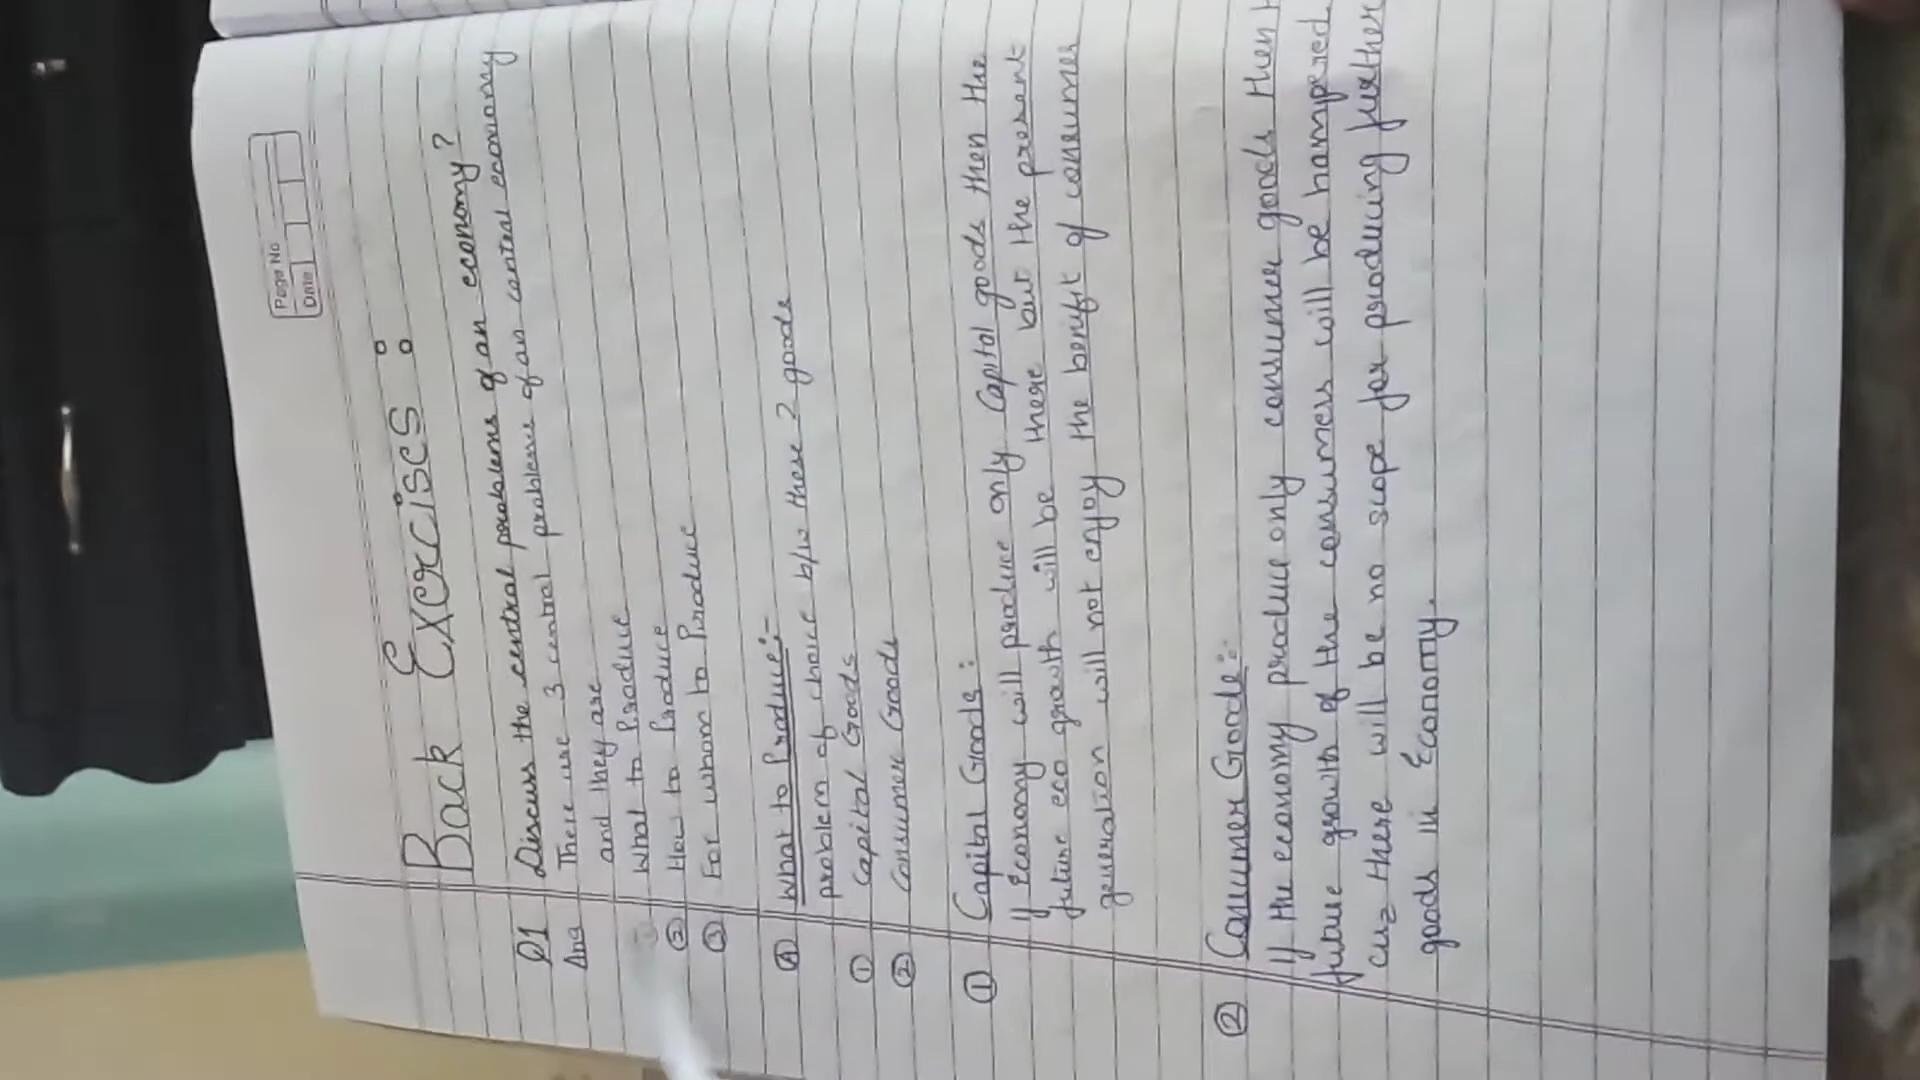 Page No
Date
Back Exercises :
Q1 Discuss the central problems of an economy?
Ans There are 3 central problems of an central economy
and they are
① What to Produce
② How to Produce
③ For whom to Produce
Ⓐ What to Produce:-
problem of choice b/w these 2 goods
① Capital Goods
② Consumer Goods
① Capital Goods :
If Economy will produce only Capital goods then the
future eco growth will be there but the present
generation will not enjoy the benifit of consumer
② Consumer Goods:-
If the economy produce only consumer goods then
future growth of the consumers will be hampered
cuz there will be no scope for producing further
goods in Economy.